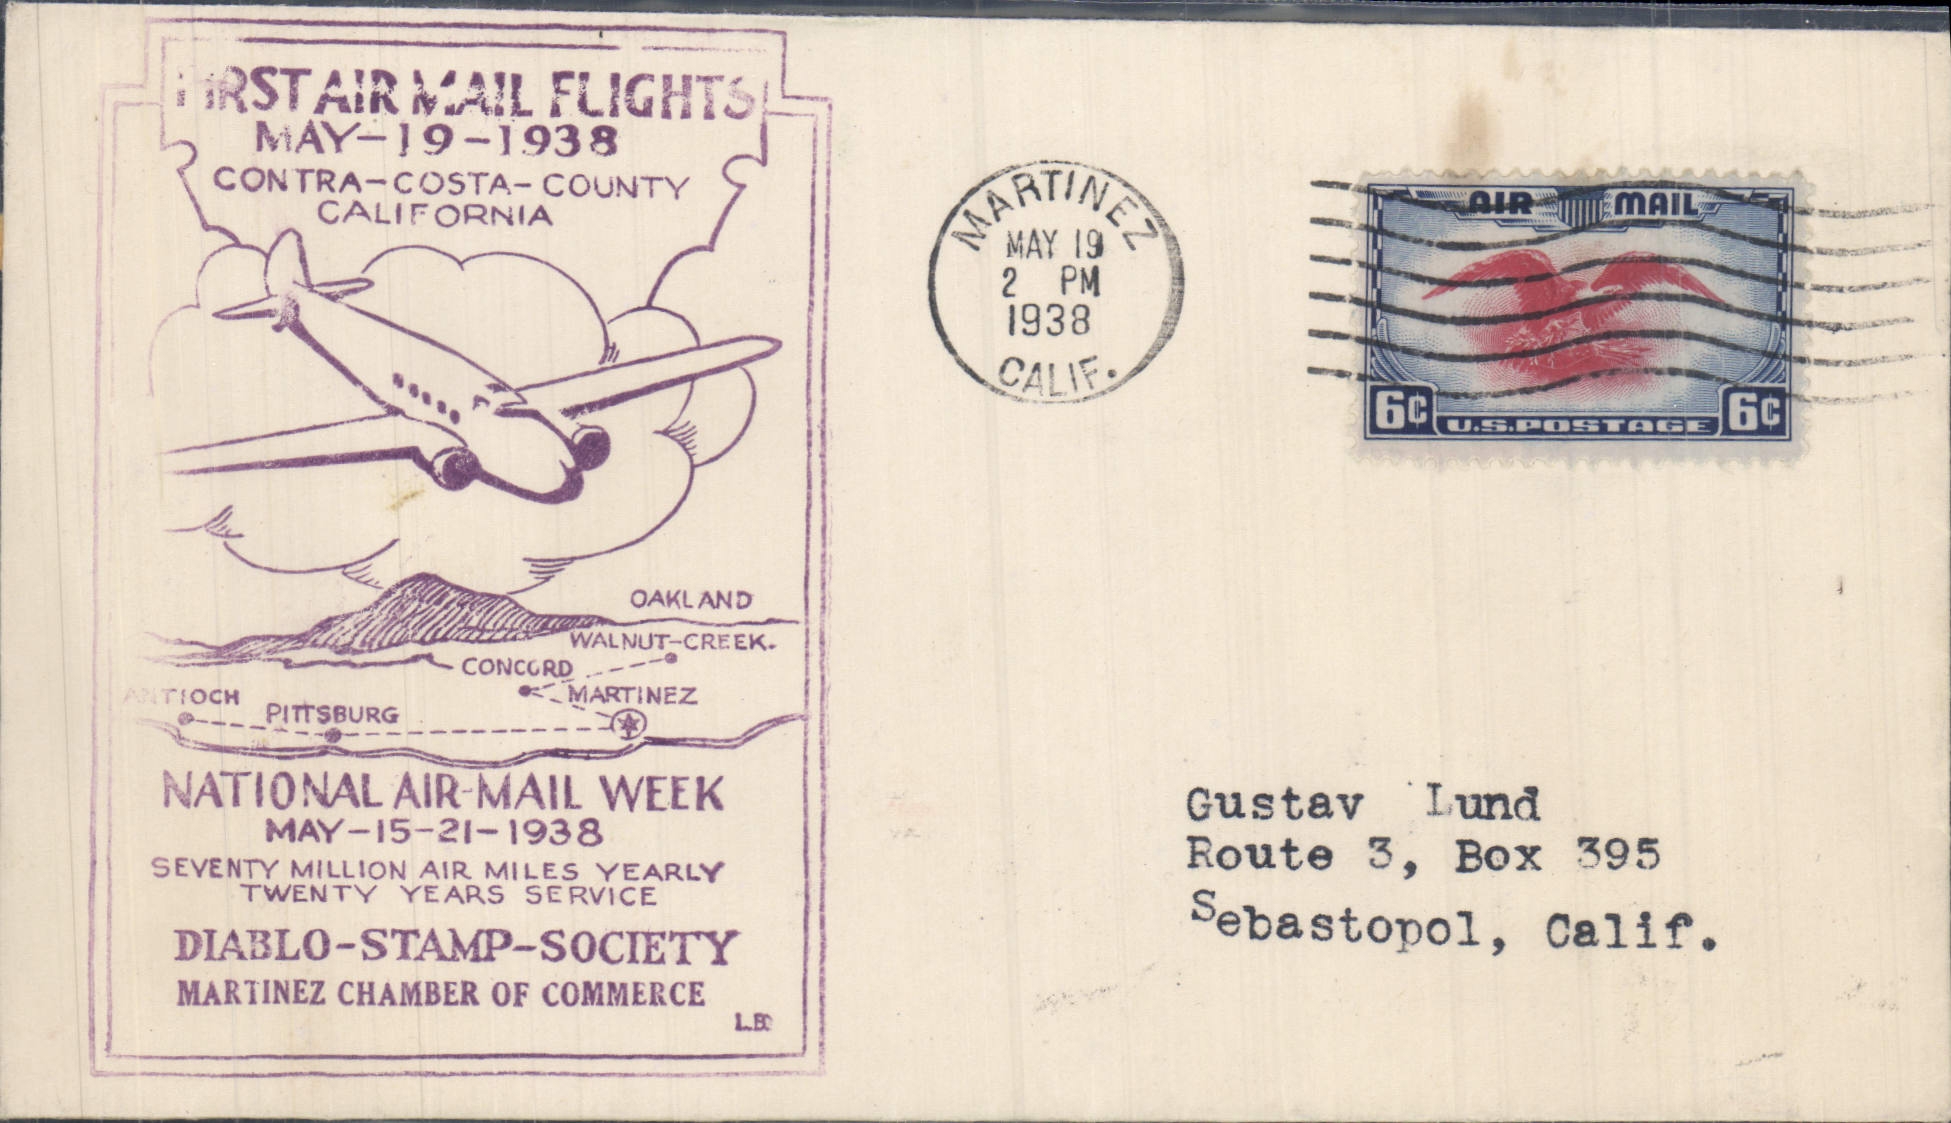 FIRST AIR MAIL FLIGHTS
MAY-19-1938
CONTRA-COSTA-COUNTY
CALIFORNIA
OAKLAND
WALNUT-CREEK.
CONCORD
MARTINEZ
ANTIOCH
PITTSBURG
NATIONAL AIR-MAIL WEEK
MAY-15-21-1938
SEVENTY MILLION AIR MILES YEARLY
TWENTY YEARS SERVICE
DIABLO-STAMP-SOCIETY
MARTINEZ CHAMBER OF COMMERCE
MARTINEZ
MAY 19
2 PM
1938
CALIF.
AIR MAIL
6¢ U.S. POSTAGE 6¢
Gustav Lund
Route 3, Box 395
Sebastopol, Calif.